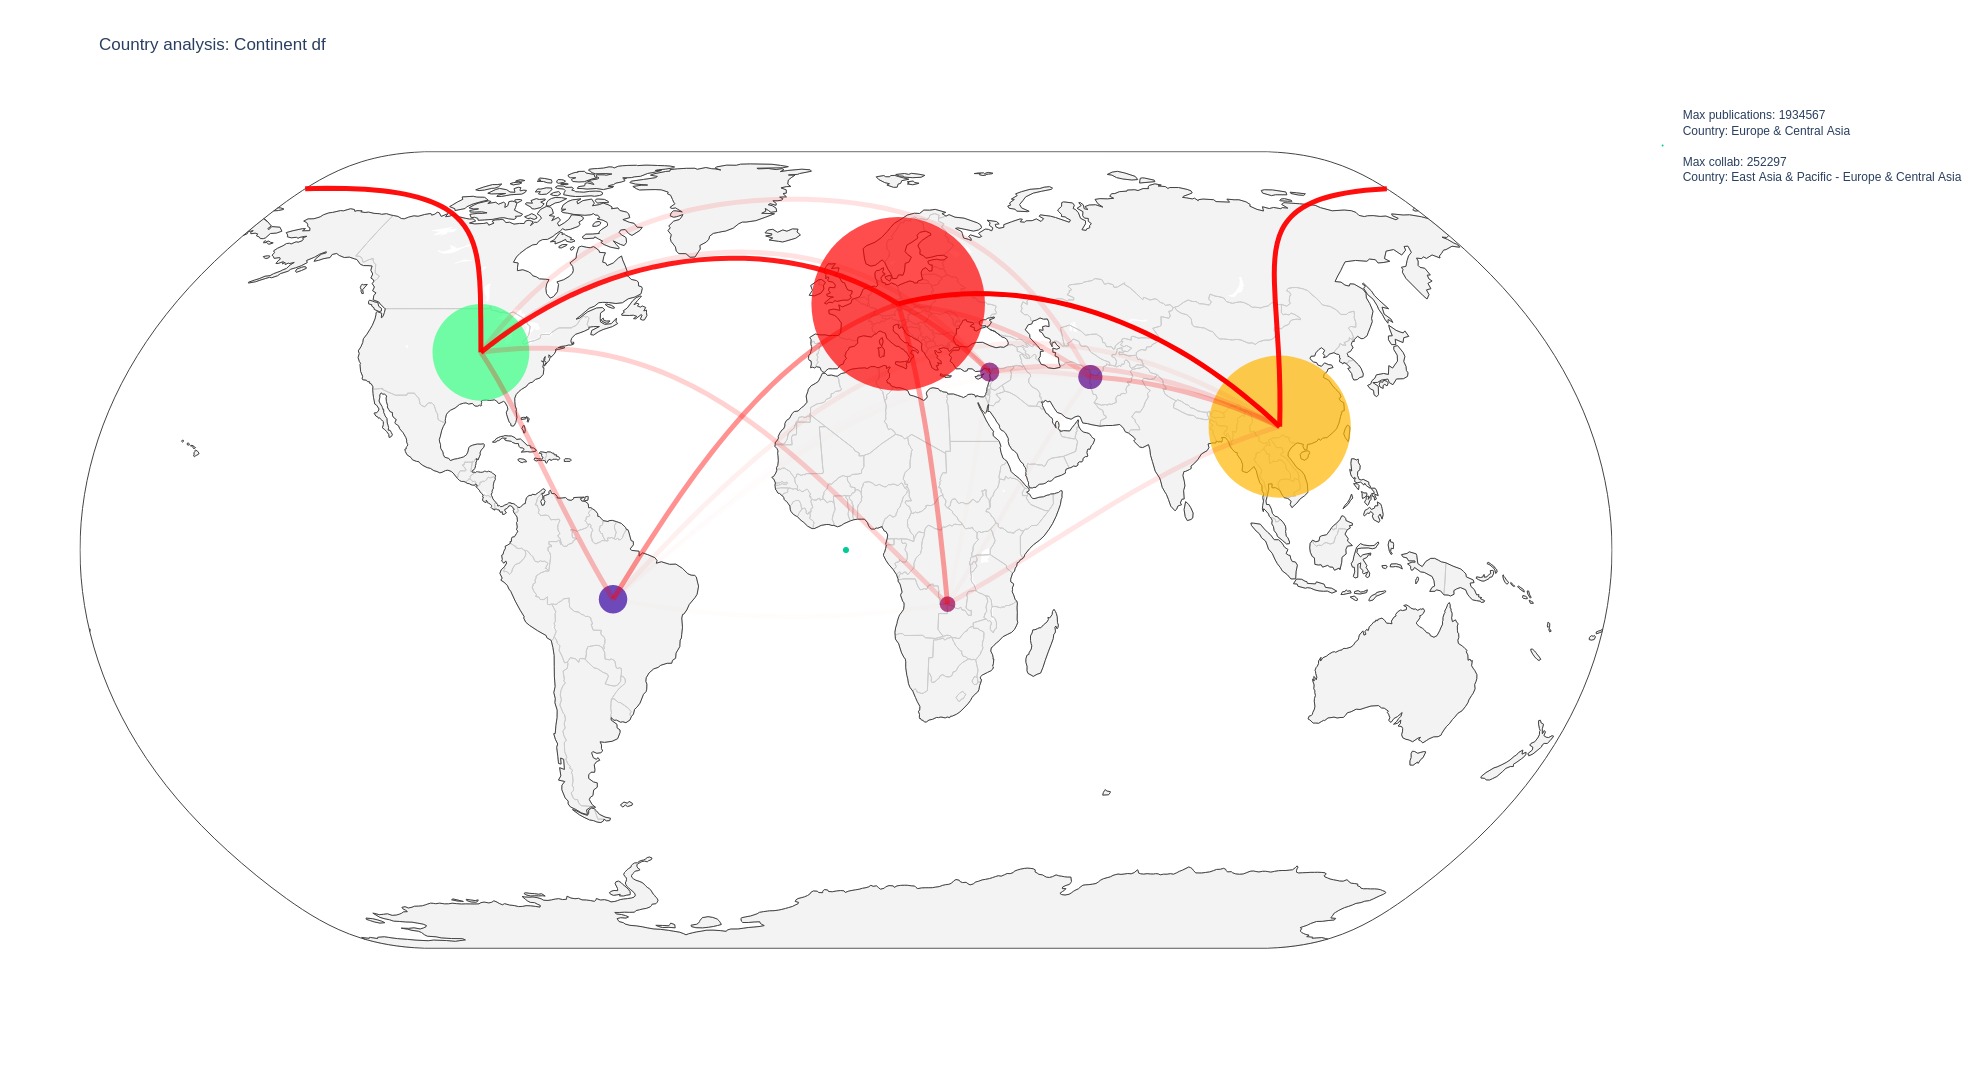 Country analysis: Continent df
Max publications: 1934567
Country: Europe & Central Asia
Max collab: 252297
Country: East Asia & Pacific - Europe & Central Asia